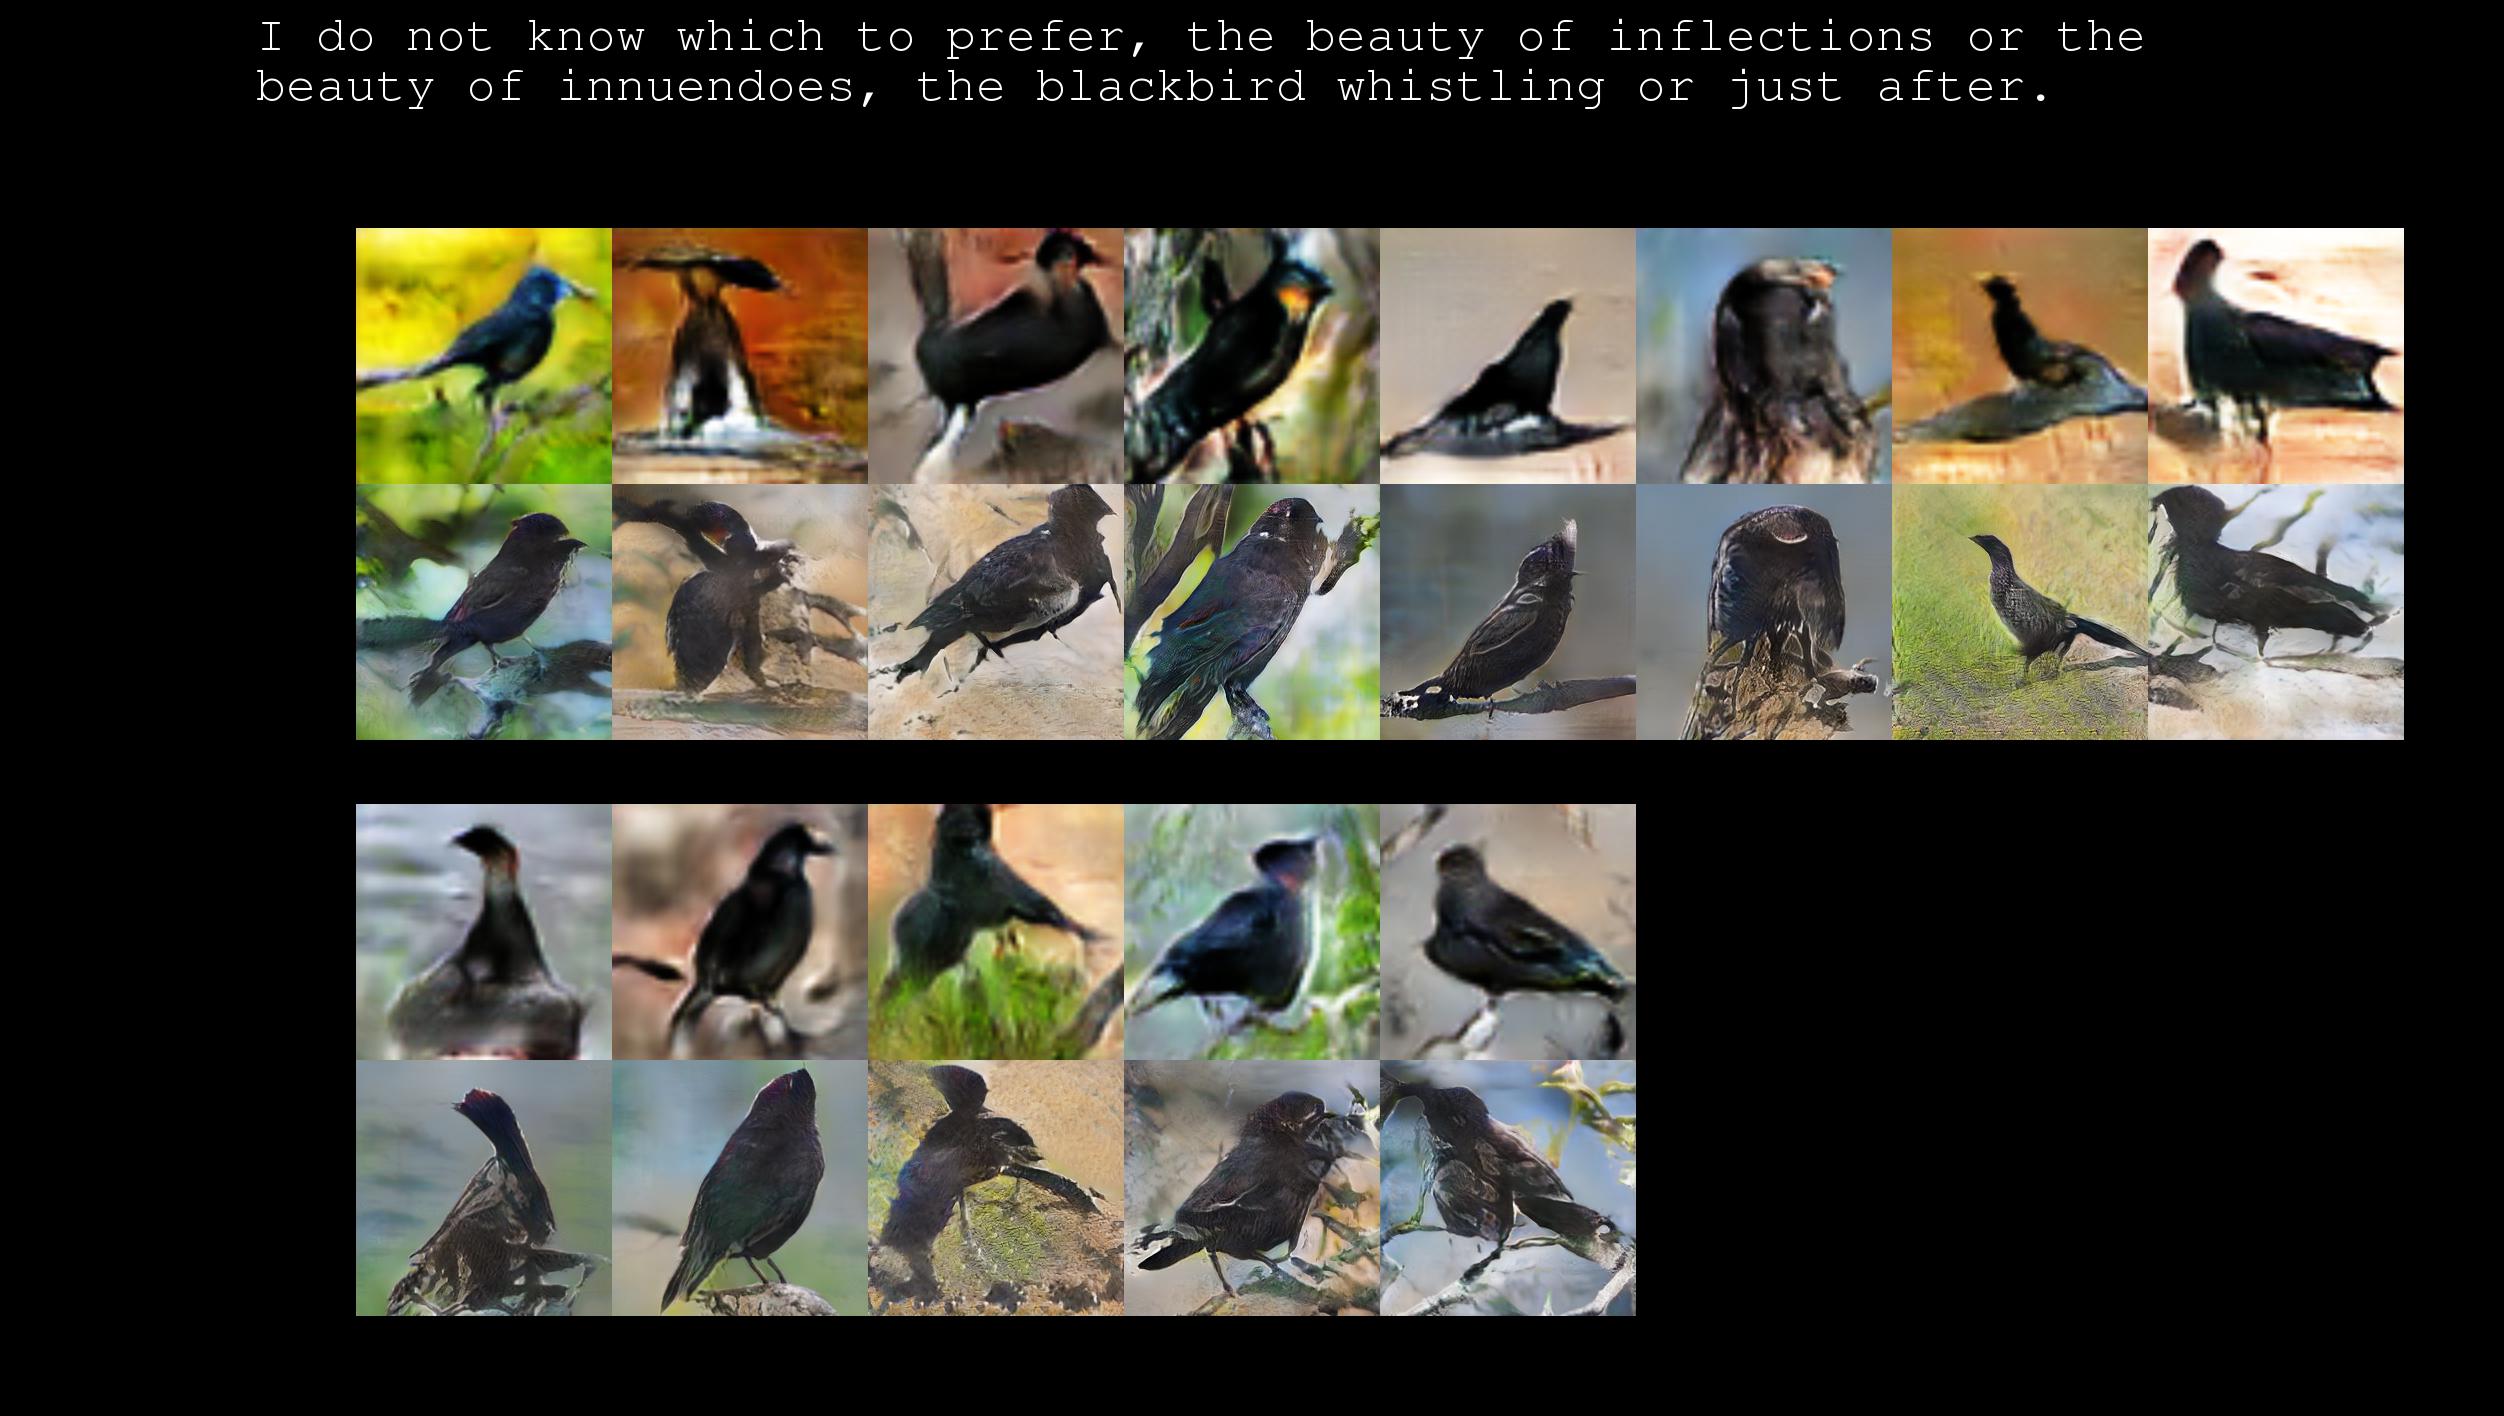 I do not know which to prefer, the beauty of inflections or the
beauty of innuendoes, the blackbird whistling or just after.